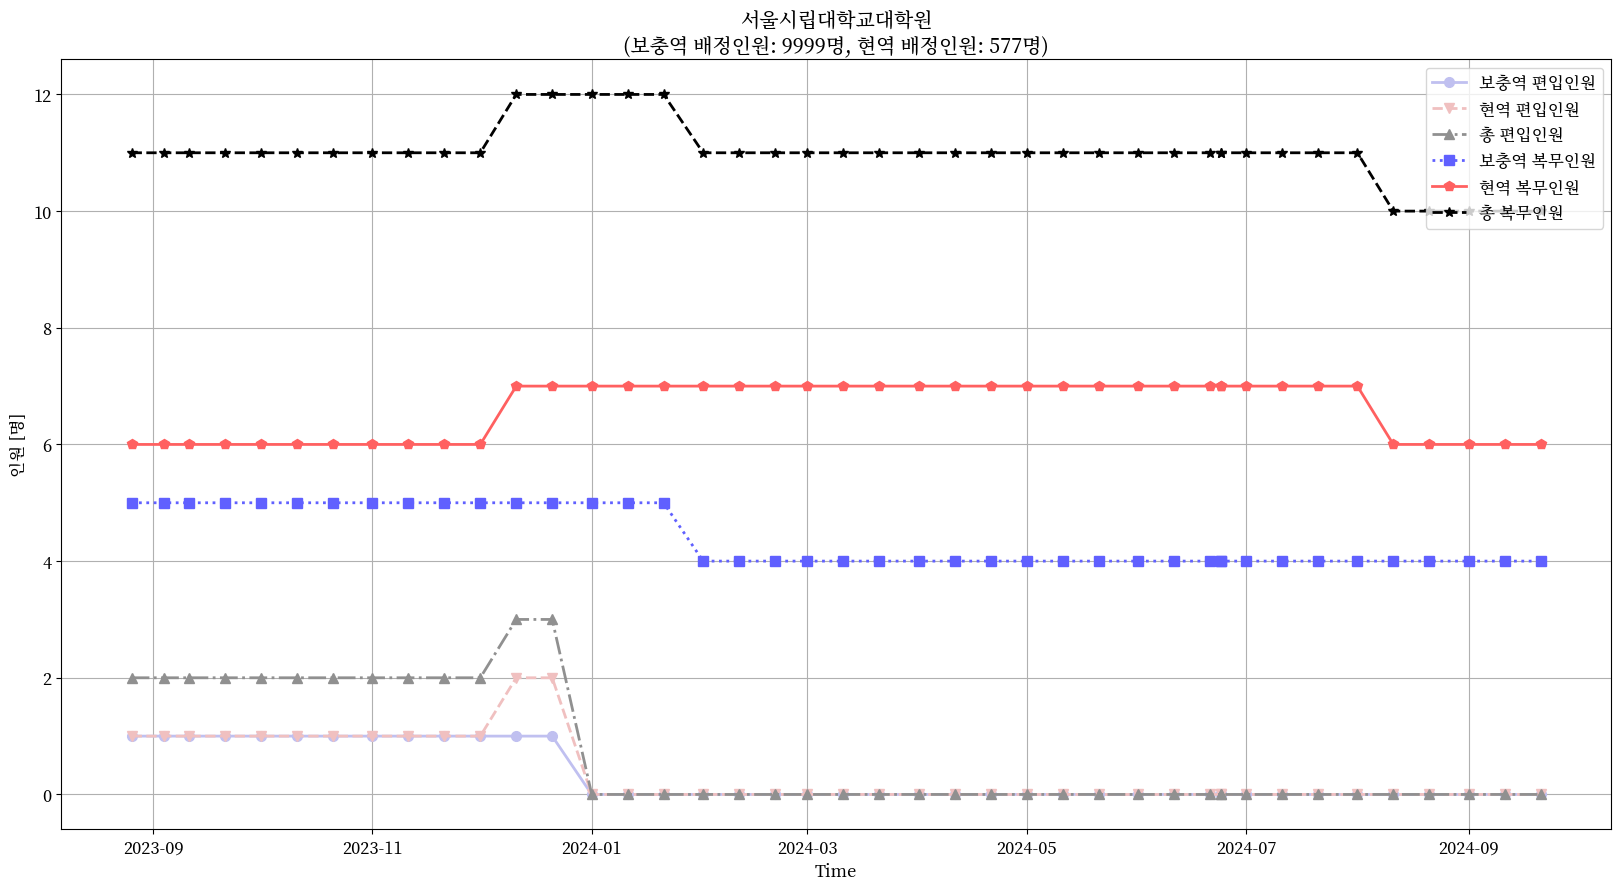 서울시립대학교대학원
(보충역 배정인원: 9999명, 현역 배정인원: 577명)
보충역 편입인원
현역 편입인원
총 편입인원
보충역 복무인원
현역 복무인원
총 복무인원
인원 [명]
12
10
8
6
4
2
0
2023-09
2023-11
2024-01
2024-03
2024-05
2024-07
2024-09
Time